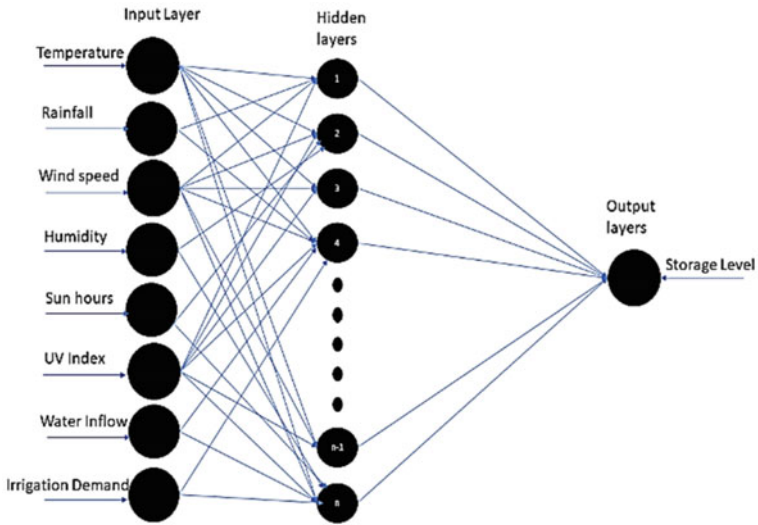 Input Layer
Hidden
layers
Temperature
Rainfall
Wind speed
Humidity
Sun hours
UV Index
Water Inflow
Irrigation Demand
1
2
3
4
n-1
n
Output
layers
Storage Level